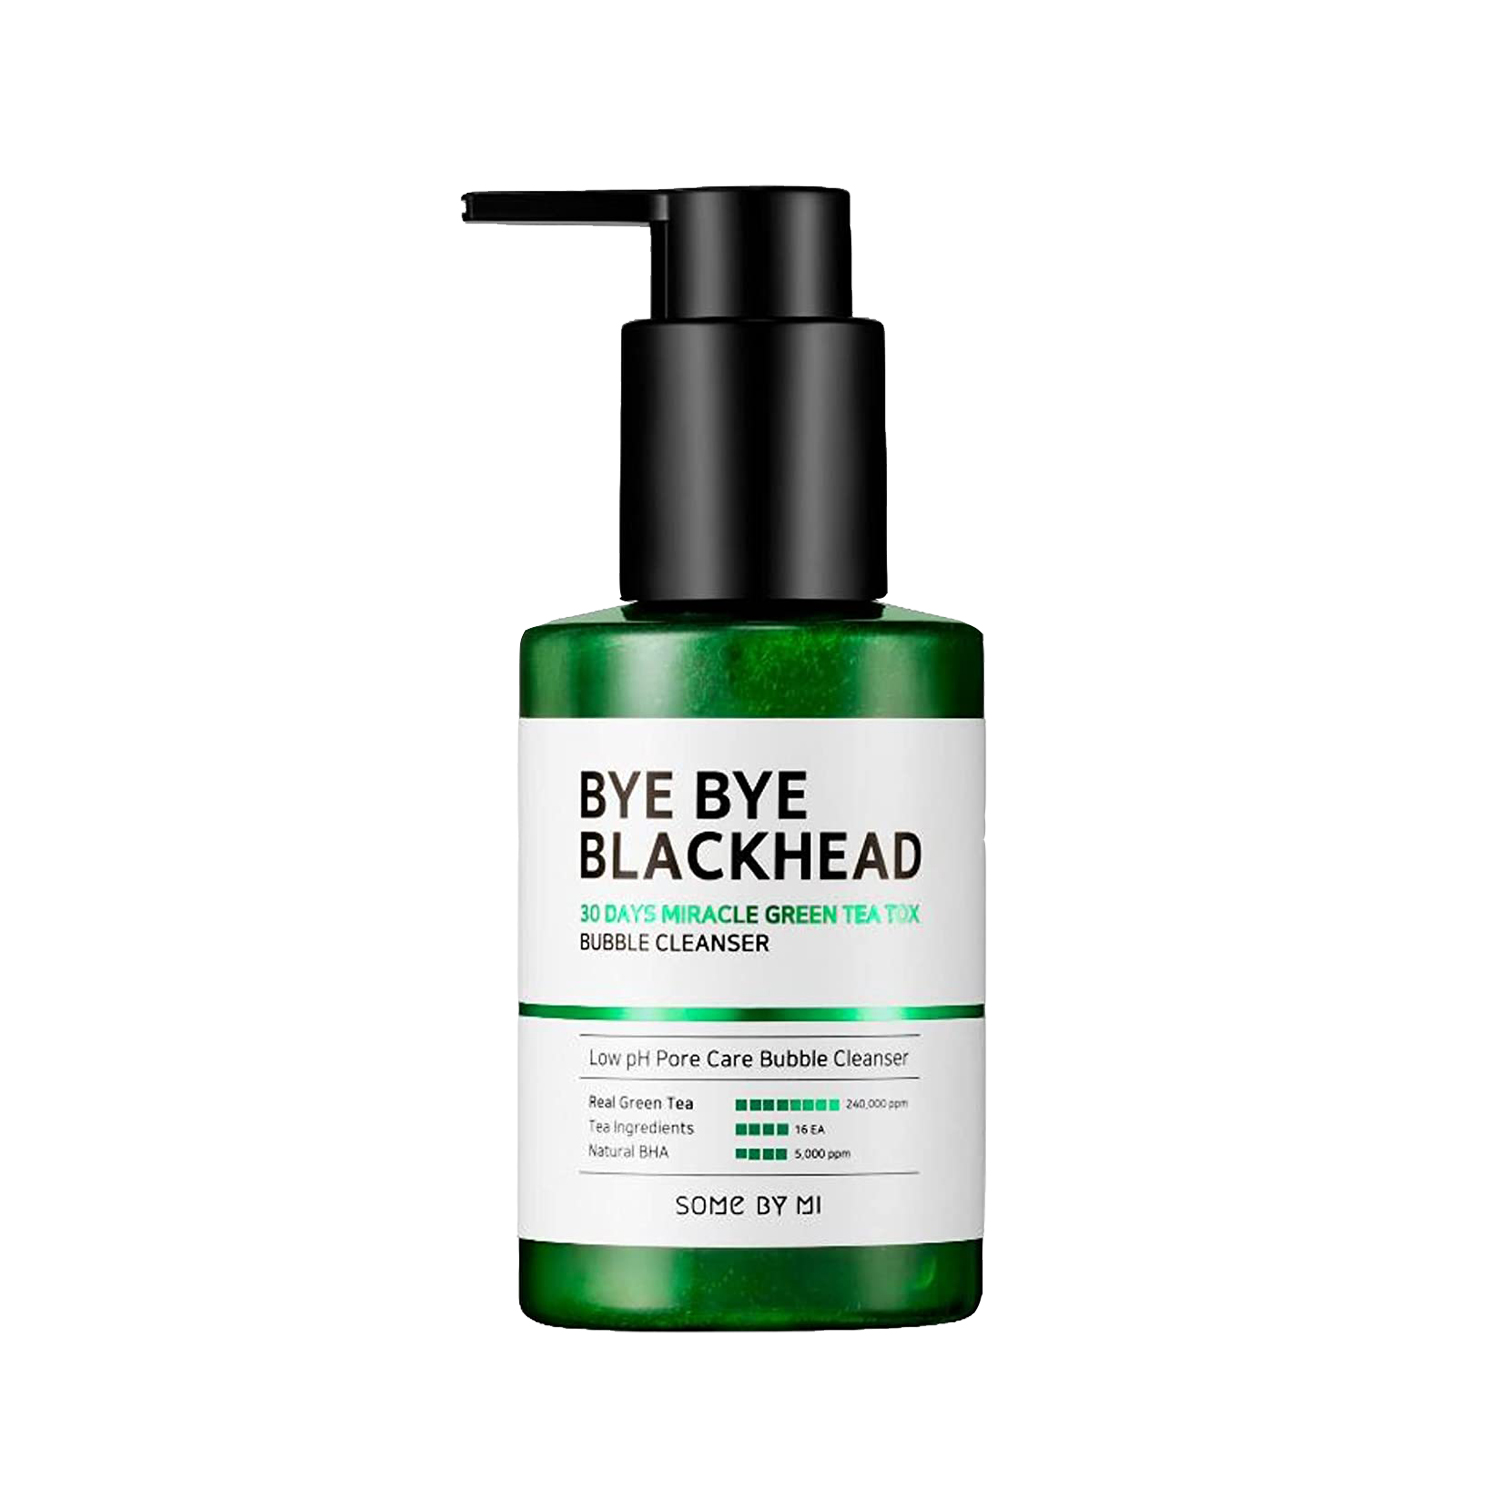 BYE BYE
BLACKHEAD
30 DAYS MIRACLE GREEN TEA TOX
BUBBLE CLEANSER
Low pH Pore Care Bubble Cleanser
Real Green Tea 240,000 ppm
Tea Ingredients 16 EA
Natural BHA 5,000 ppm
SOME BY MI